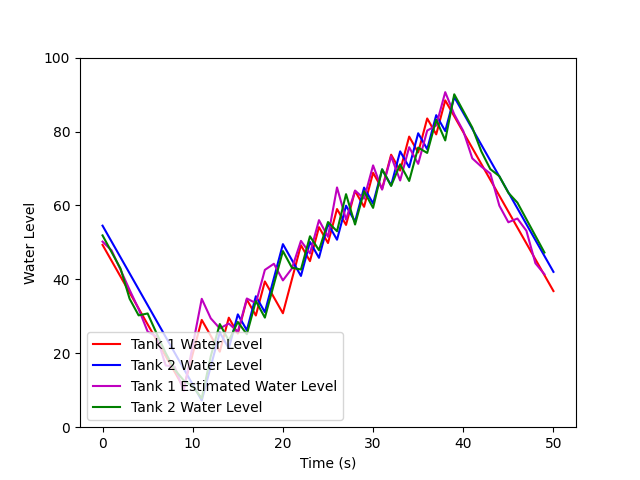 100
80
60
40
20
0
Water Level
Tank 1 Water Level
Tank 2 Water Level
Tank 1 Estimated Water Level
Tank 2 Water Level
0 10 20 30 40 50
Time (s)